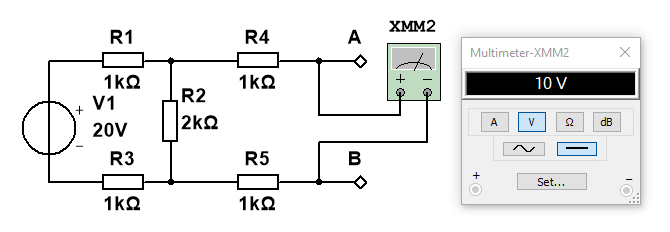 XMM2
R1
R4
A
Multimeter-XMM2
1kΩ
1kΩ
10 V
+
−
V1
+
20V
−
R2
2kΩ
A
V
Ω
dB
R3
R5
B
Set...
1kΩ
1kΩ
+
−